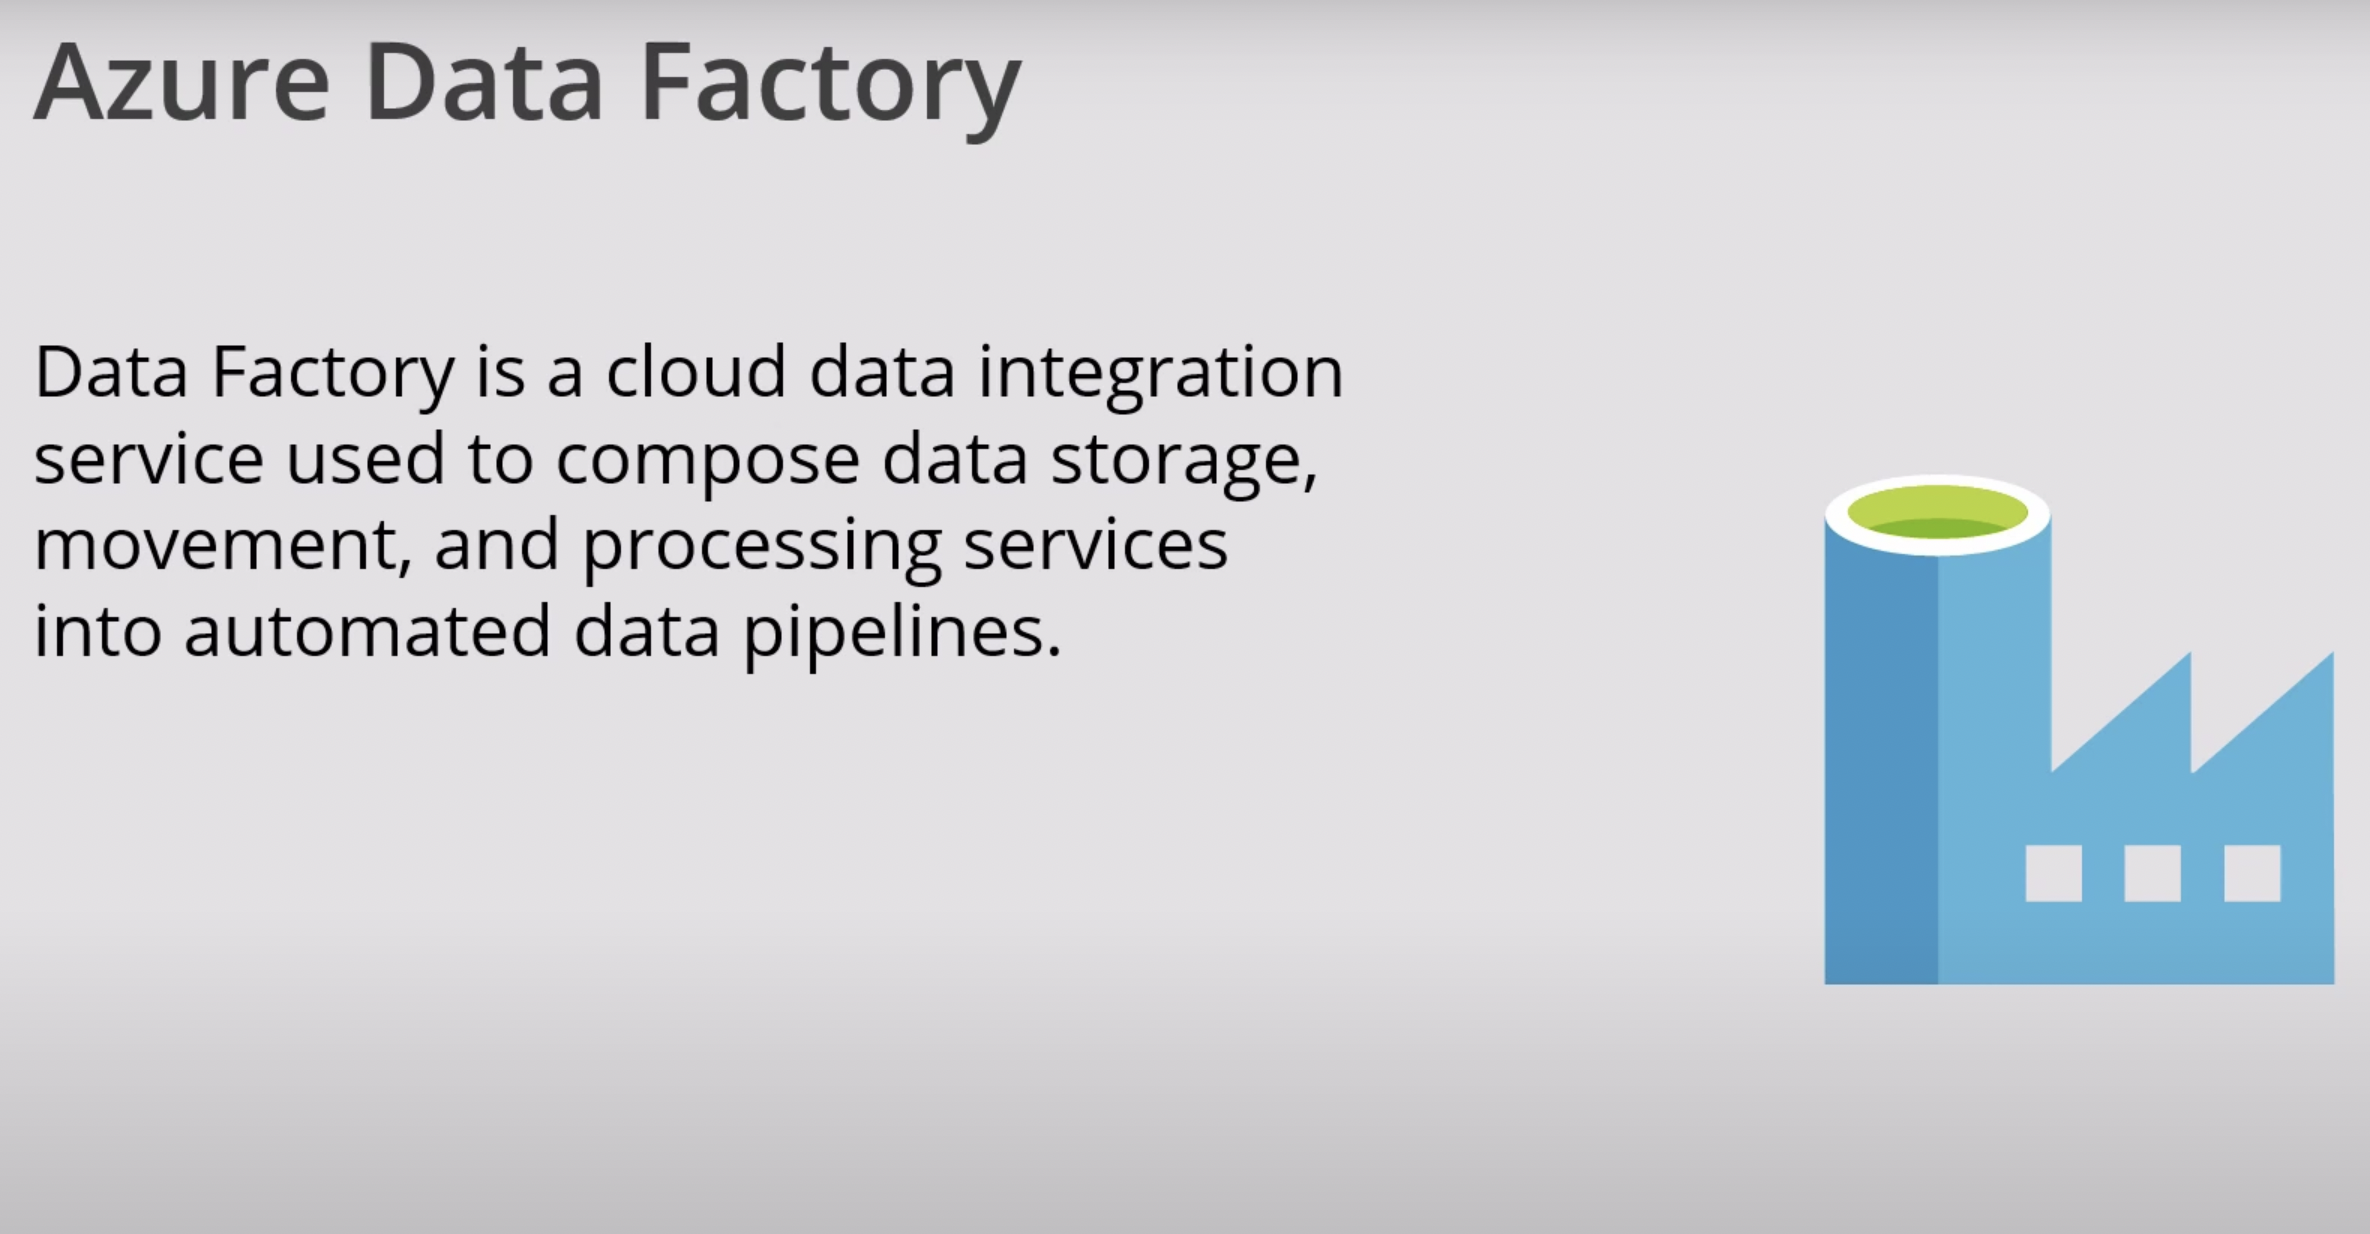 Azure Data Factory
Data Factory is a cloud data integration
service used to compose data storage,
movement, and processing services
into automated data pipelines.